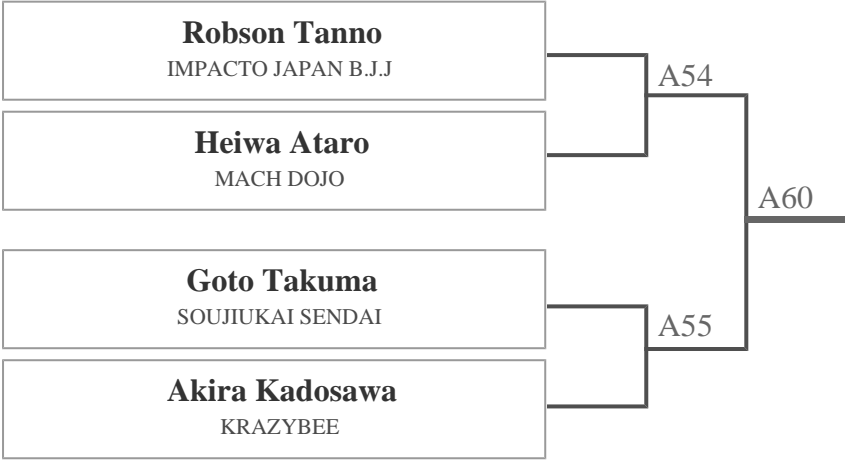 Robson Tanno
IMPACTO JAPAN B.J.J
A54
Heiwa Ataro
MACH DOJO
A60
Goto Takuma
SOUJIUKAI SENDAI
A55
Akira Kadosawa
KRAZYBEE